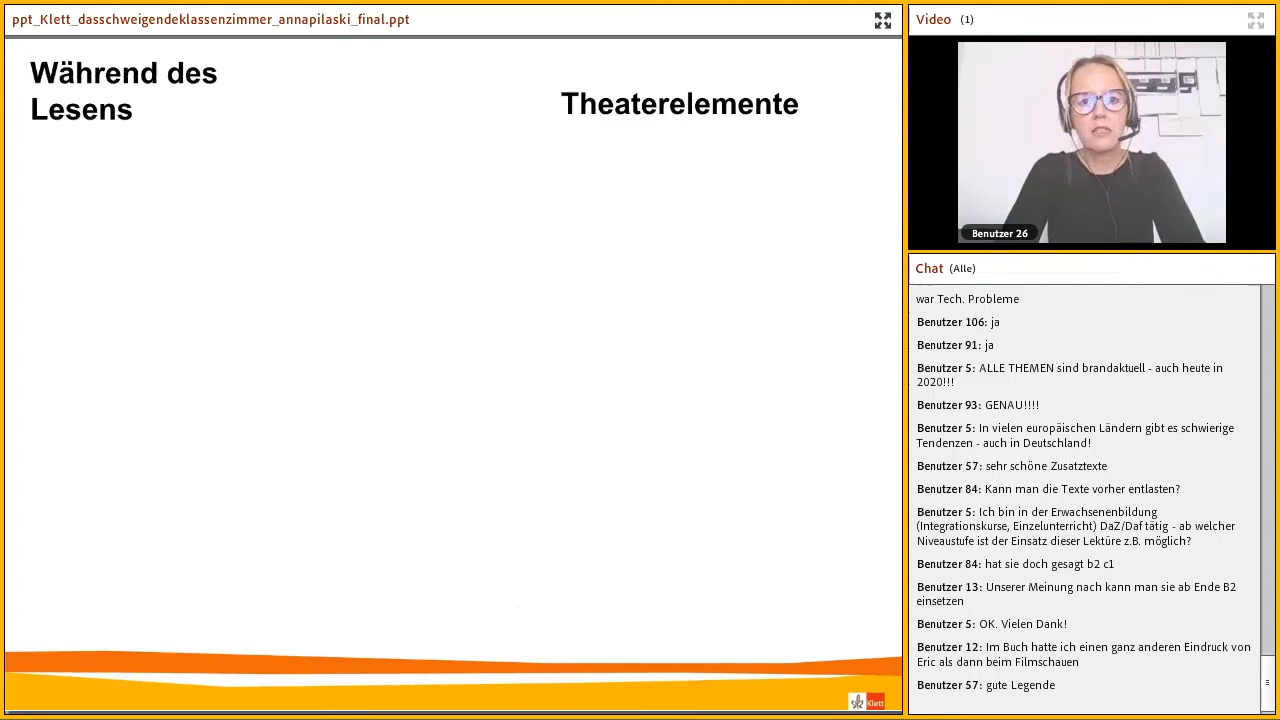 ppt_Klett_dasschweigendeklassenzimmer_annapilaski_final.ppt
Während des
Lesens
Theaterelemente
Klett
Video (1)
Benutzer 26
Chat (Alle)
war Tech. Probleme
Benutzer 106: ja
Benutzer 91: ja
Benutzer 5: ALLE THEMEN sind brandaktuell - auch heute in
2020!!!
Benutzer 93: GENAU!!!!
Benutzer 5: In vielen europäischen Ländern gibt es schwierige
Tendenzen - auch in Deutschland!
Benutzer 57: sehr schöne Zusatztexte
Benutzer 84: Kann man die Texte vorher entlasten?
Benutzer 5: Ich bin in der Erwachsenenbildung
(Integrationskurse, Einzelunterricht) DaZ/Daf tätig - ab welcher
Niveaustufe ist der Einsatz dieser Lektüre z.B. möglich?
Benutzer 84: hat sie doch gesagt b2 c1
Benutzer 13: Unserer Meinung nach kann man sie ab Ende B2
einsetzen
Benutzer 5: OK. Vielen Dank!
Benutzer 12: Im Buch hatte ich einen ganz anderen Eindruck von
Eric als dann beim Filmschauen
Benutzer 57: gute Legende